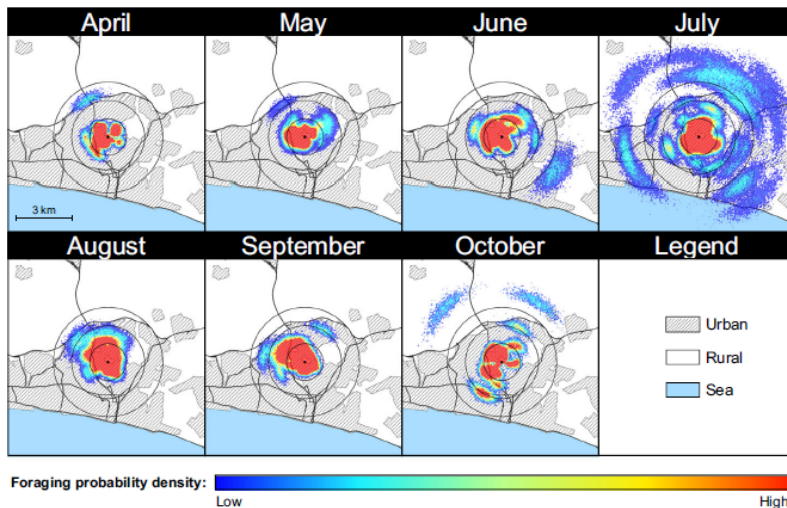 April May June July
3 km
August September October Legend
Urban
Rural
Sea
Foraging probability density:
Low High